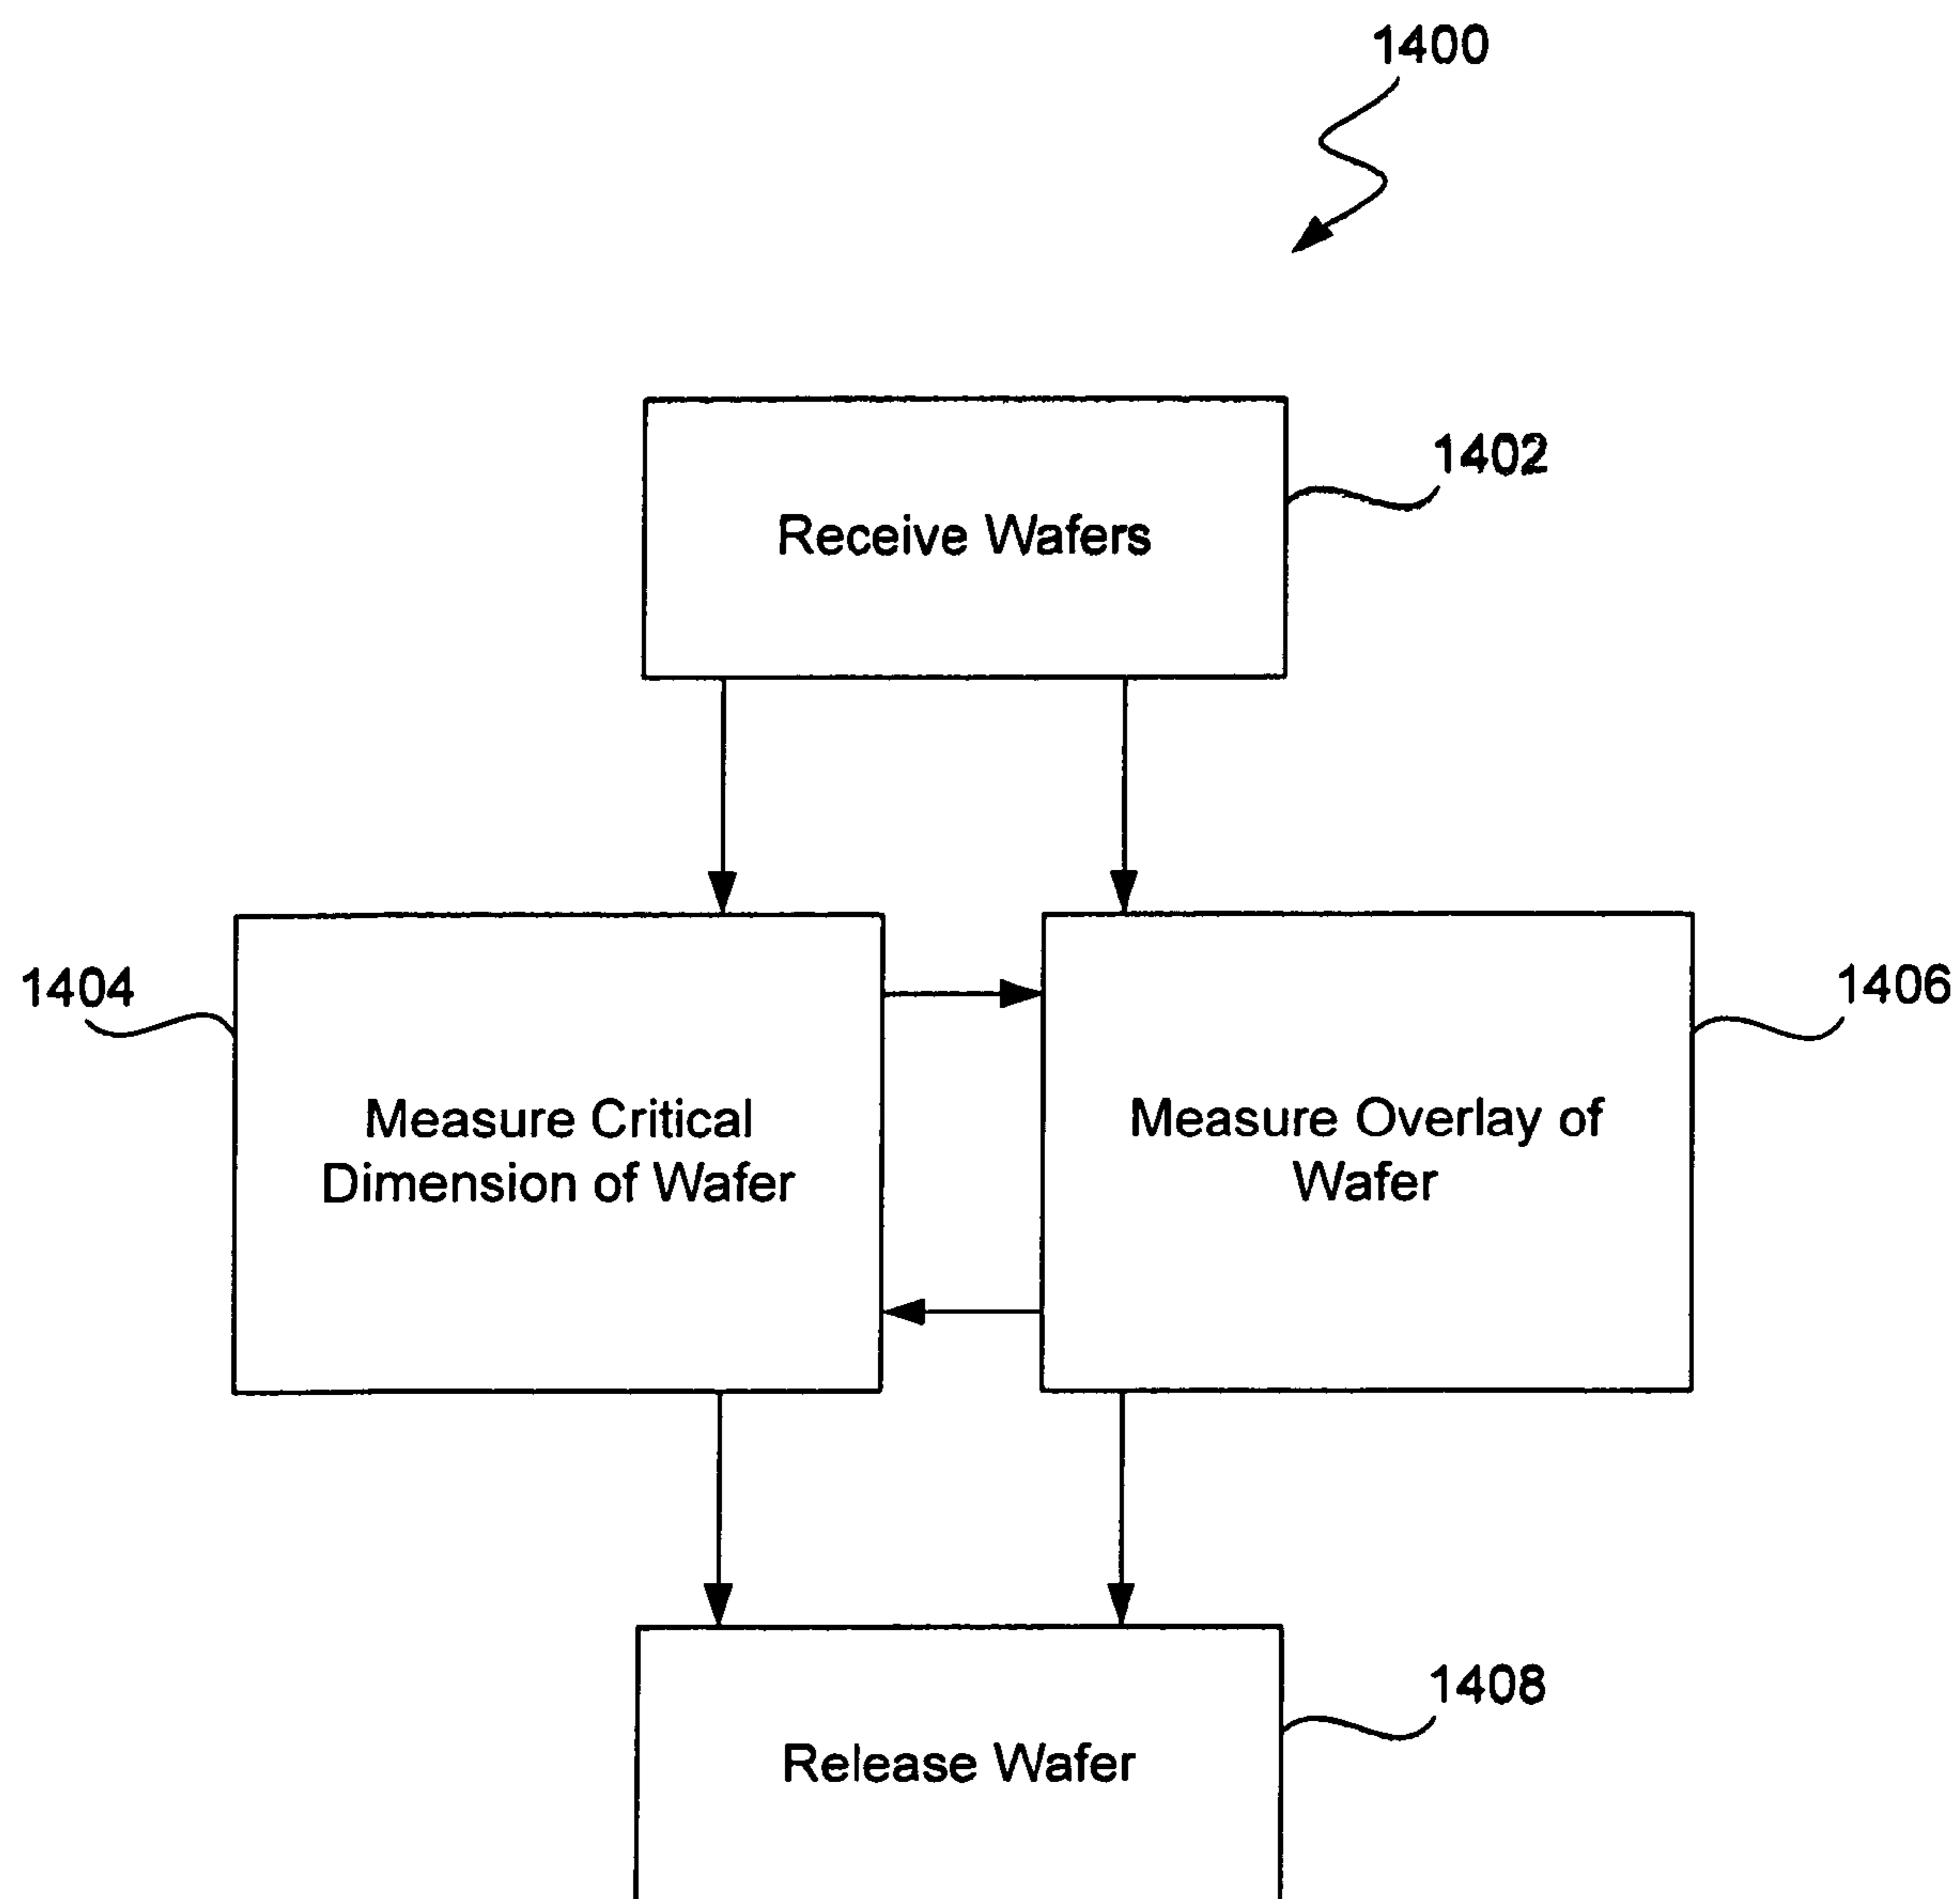 1400
Receive Wafers
1402
1404
Measure Critical
Dimension of Wafer
Measure Overlay of
Wafer
1406
Release Wafer
1408